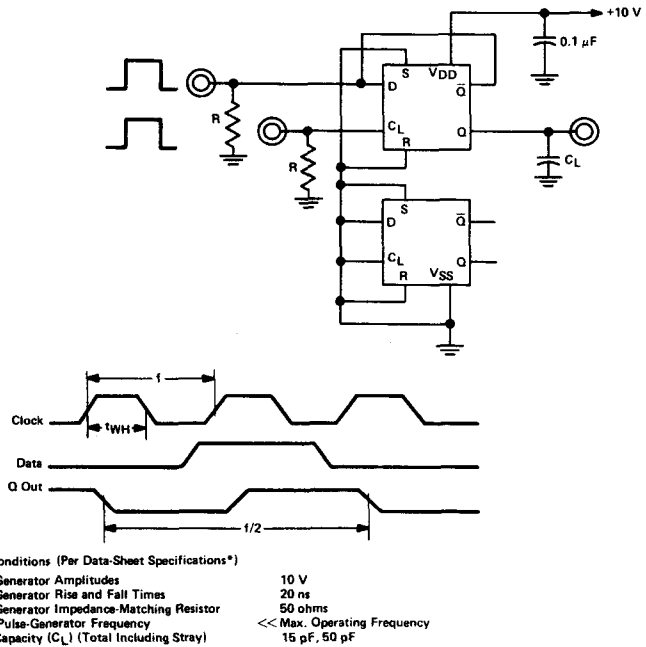 +10 V
0.1 µF
S
VDD
D
Q̅
R
CL
Q
R
R
CL
S
D
Q̅
CL
Q
R
VSS
f
Clock
tWH
Data
Q Out
f/2
onditions (Per Data-Sheet Specifications*)
Generator Amplitudes 10 V
Generator Rise and Fall Times 20 ns
Generator Impedance-Matching Resistor 50 ohms
Pulse-Generator Frequency << Max. Operating Frequency
Capacity (CL) (Total Including Stray) 15 pF, 50 pF